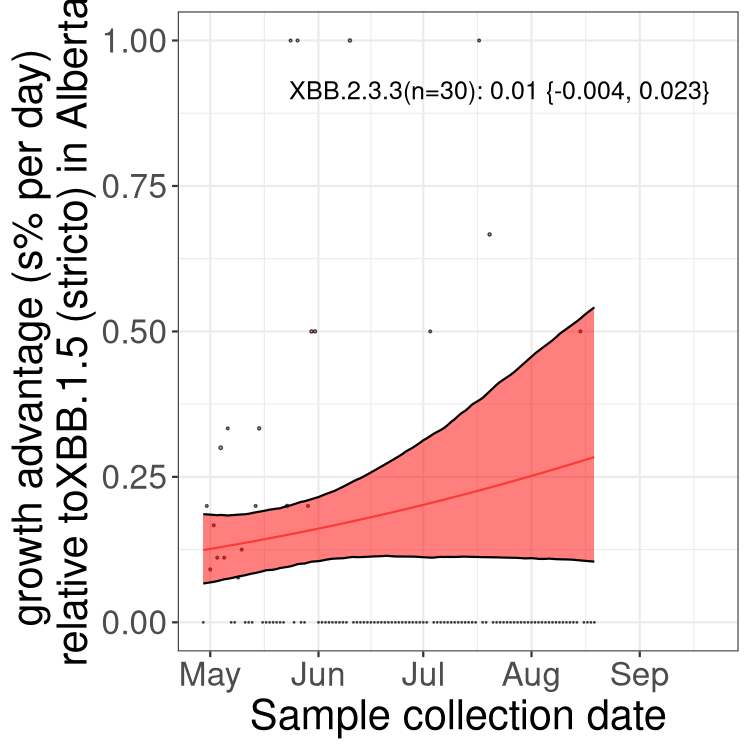 growth advantage (s% per day)
relative toXBB.1.5 (stricto) in Alberta
1.00
XBB.2.3.3(n=30): 0.01 {-0.004, 0.023}
0.75
0.50
0.25
0.00
May Jun Jul Aug Sep
Sample collection date